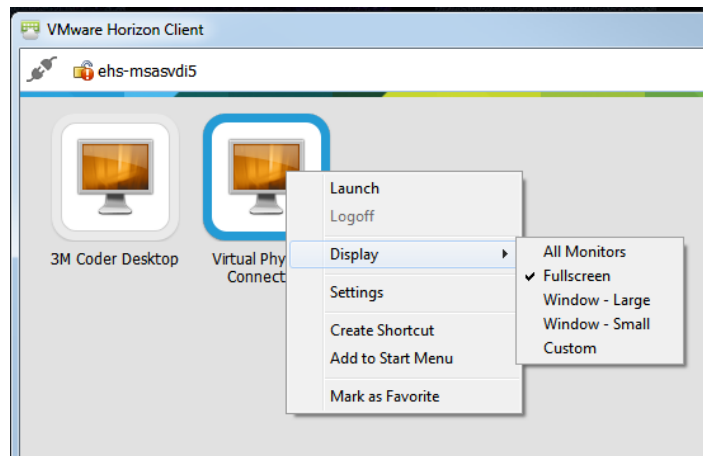 VMware Horizon Client
ehs-msasvdi5
3M Coder Desktop
Virtual Phy
Connect
Launch
Logoff
Display
Settings
Create Shortcut
Add to Start Menu
Mark as Favorite
All Monitors
Fullscreen
Window - Large
Window - Small
Custom